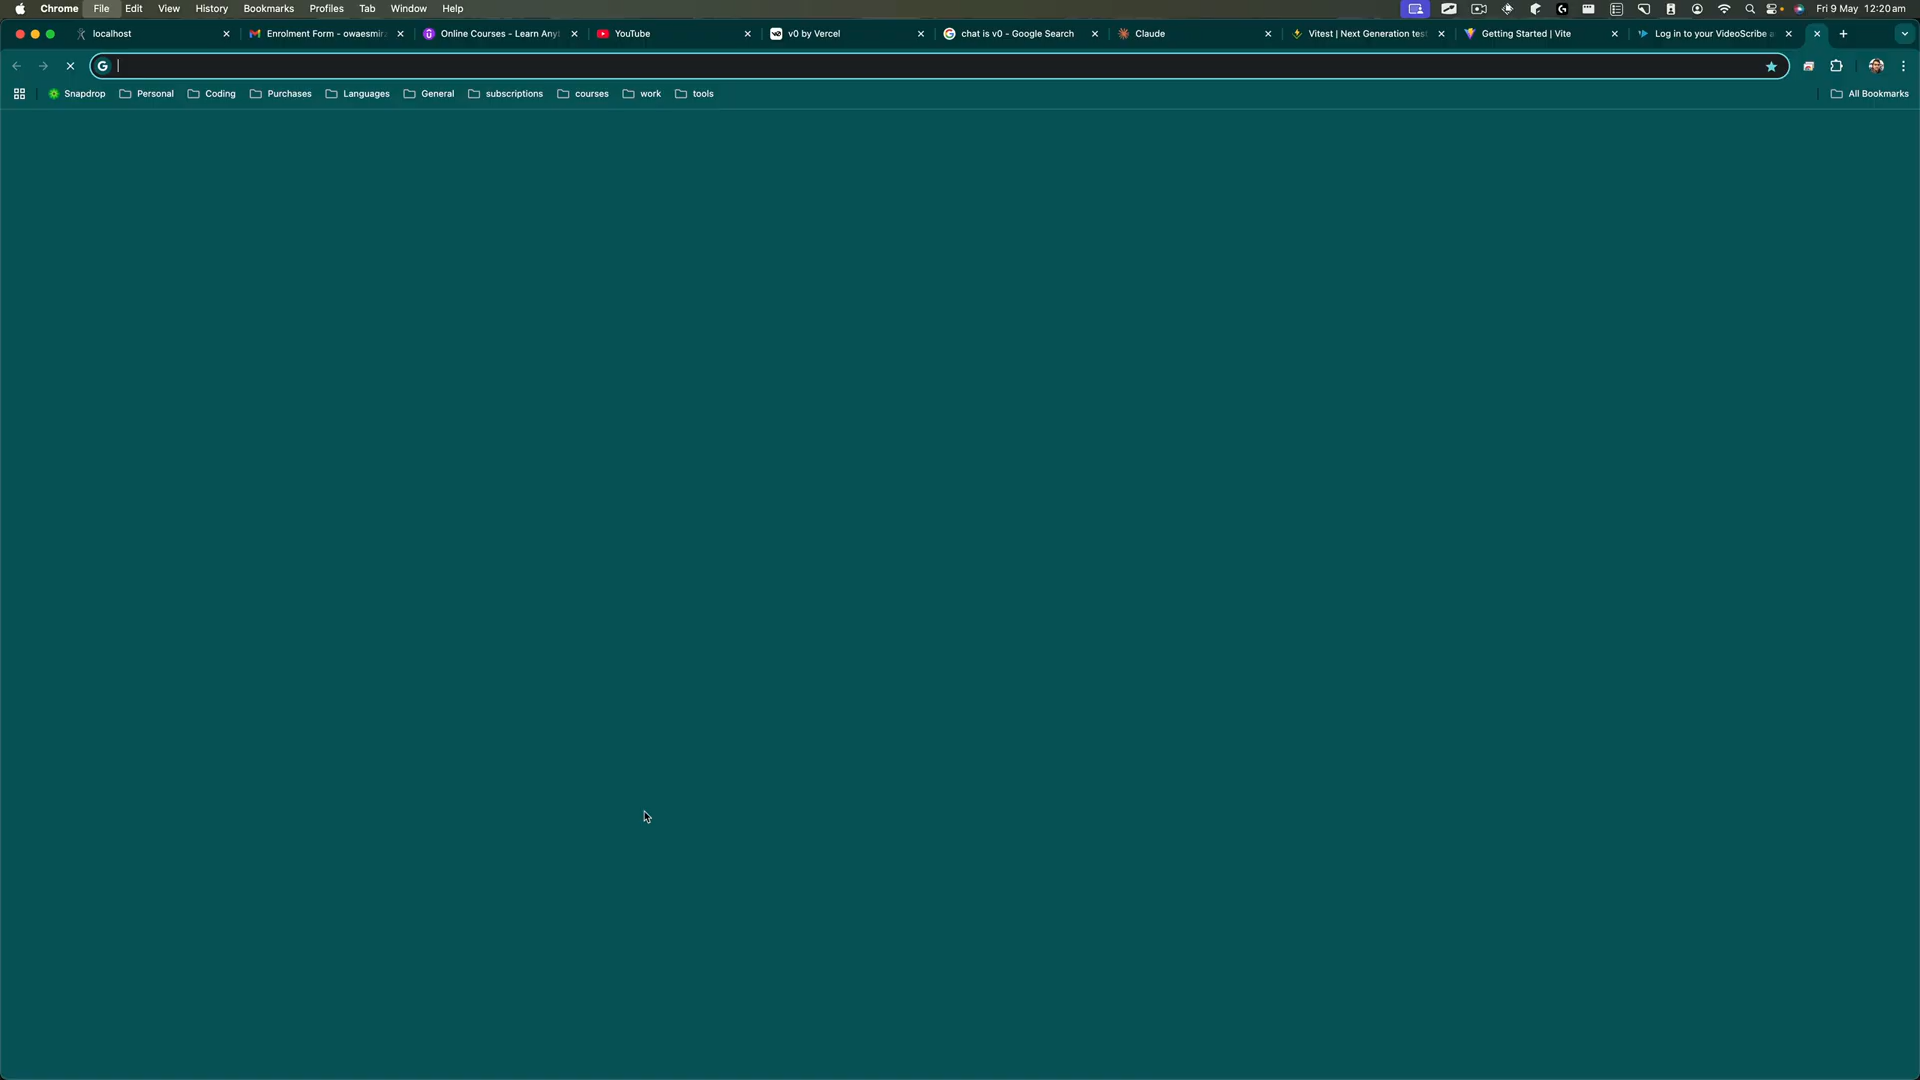 Chrome File Edit View History Bookmarks Profiles Tab Window Help Fri 9 May 12:20 am
localhost Enrolment Form - owaesmir Online Courses - Learn Any YouTube v0 by Vercel chat is v0 - Google Search Claude Vitest | Next Generation tes Getting Started | Vite Log in to your VideoScribe a
Snapdrop Personal Coding Purchases Languages General subscriptions courses work tools All Bookmarks